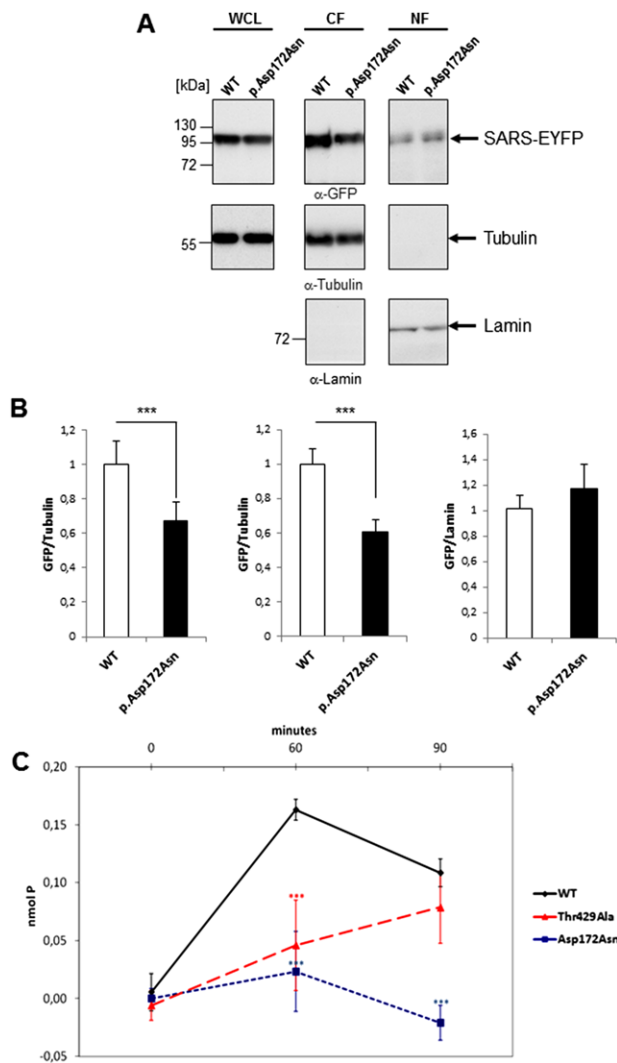 A
WCL CF NF
[kDa] WT p.Asp172Asn WT p.Asp172Asn WT p.Asp172Asn
130
95
72
SARS-EYFP
α-GFP
55
Tubulin
α-Tubulin
72
Lamin
α-Lamin
B
*** ***
GFP/Tubulin
1,2
1
0,8
0,6
0,4
0,2
0
WT p.Asp172Asn
GFP/Tubulin
1,2
1
0,8
0,6
0,4
0,2
0
WT p.Asp172Asn
GFP/Lamin
1,6
1,4
1,2
1
0,8
0,6
0,4
0,2
0
WT p.Asp172Asn
C
minutes
0 60 90
nmol P
0,20
0,15
0,10
0,05
0,00
-0,05
***
***
***
WT
Thr429Ala
Asp172Asn